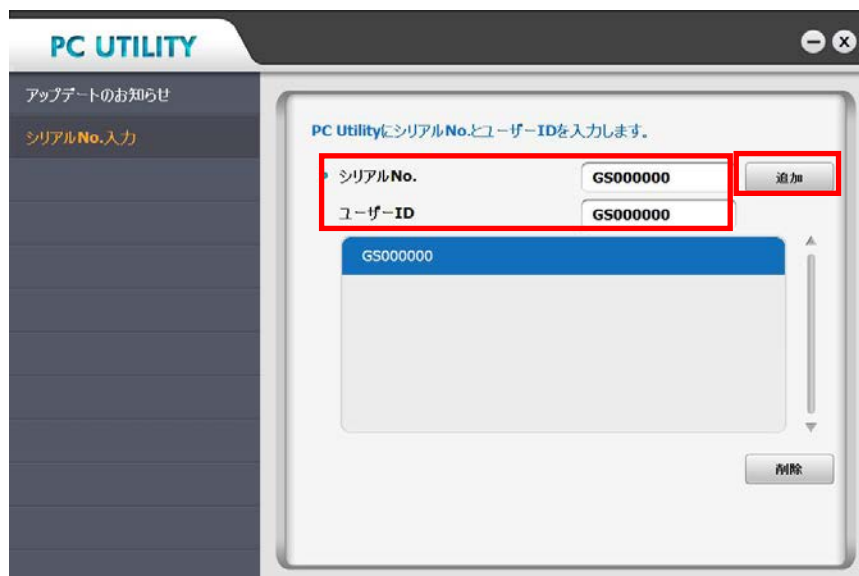 PC UTILITY
アップデートのお知らせ
シリアルNo.入力
PC UtilityにシリアルNo.とユーザーIDを入力します。
シリアルNo. GS000000 追加
ユーザーID GS000000
GS000000
削除